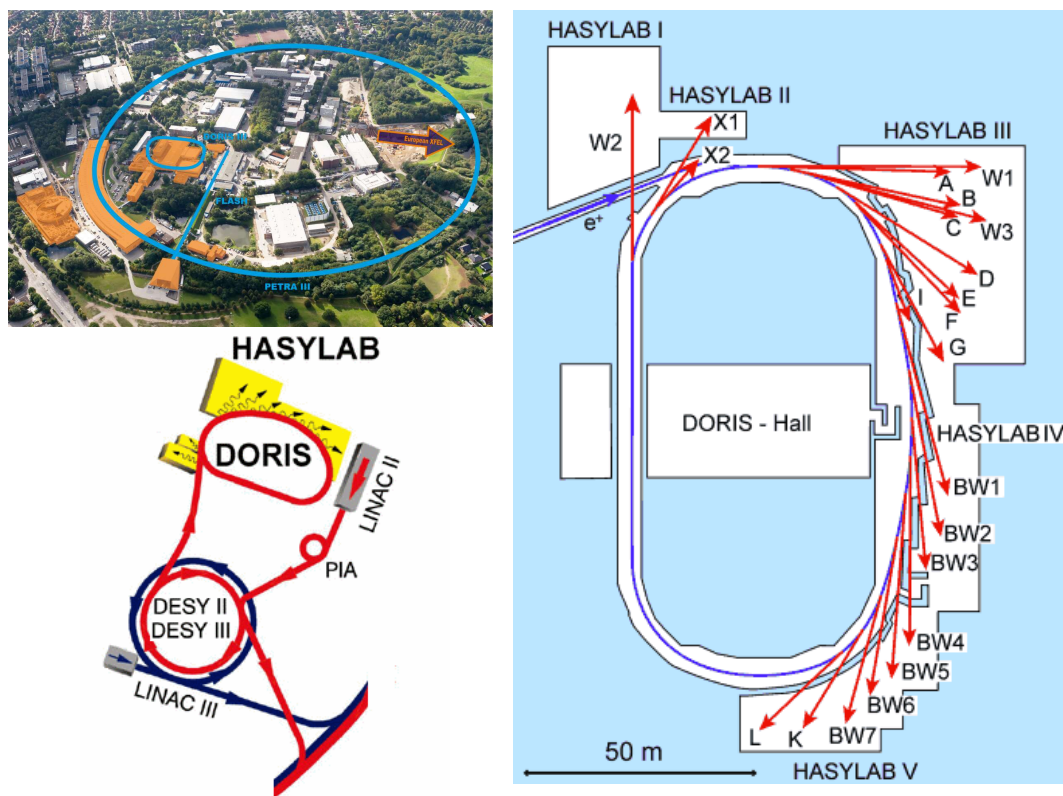 DORIS III
European XFEL
FLASH
PETRA III
HASYLAB
DORIS
LINAC II
PIA
DESY II
DESY III
LINAC III
HASYLAB I
HASYLAB II
X1
W2
X2
HASYLAB III
A
W1
B
C
W3
e+
D
E
I
F
G
DORIS - Hall
HASYLAB IV
BW1
BW2
BW3
BW4
BW5
BW6
L
K
BW7
50 m
HASYLAB V